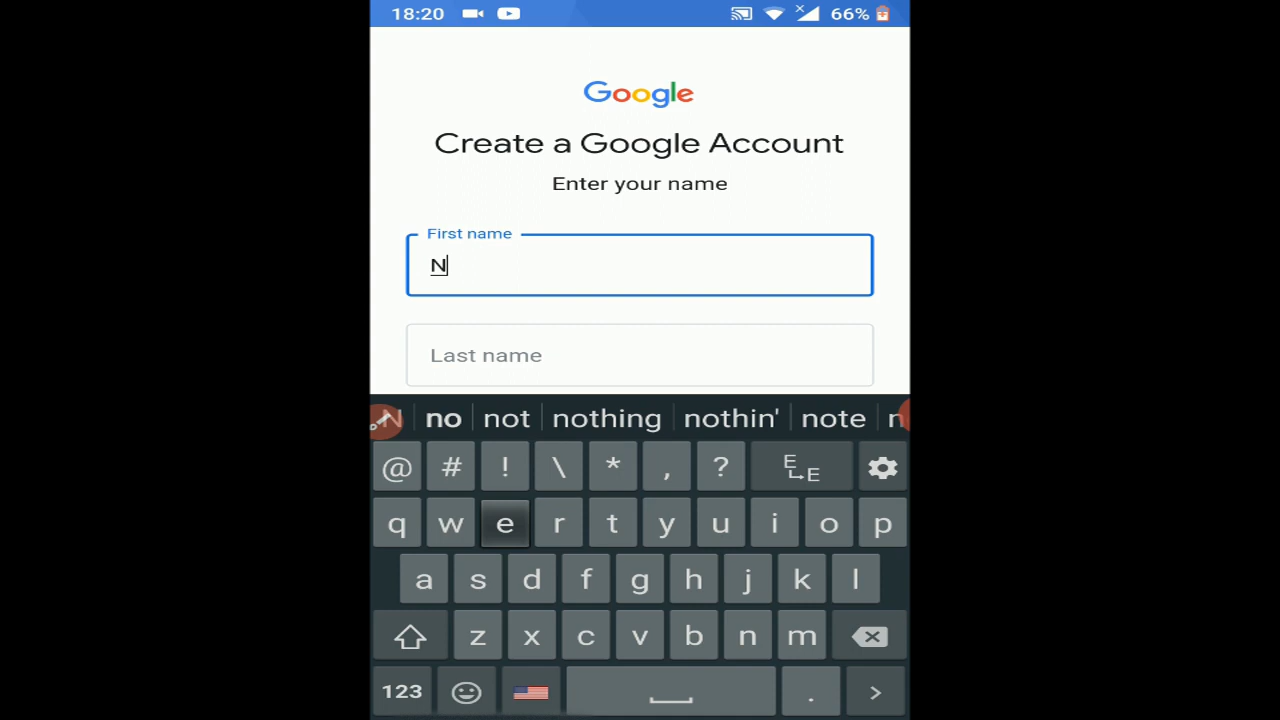 18:20 66%
Google
Create a Google Account
Enter your name
First name
N
Last name
N no not nothing nothin' note n
@ # ! \ * , ? E E
q w e r t y u i o p
a s d f g h j k l
z x c v b n m
123 .